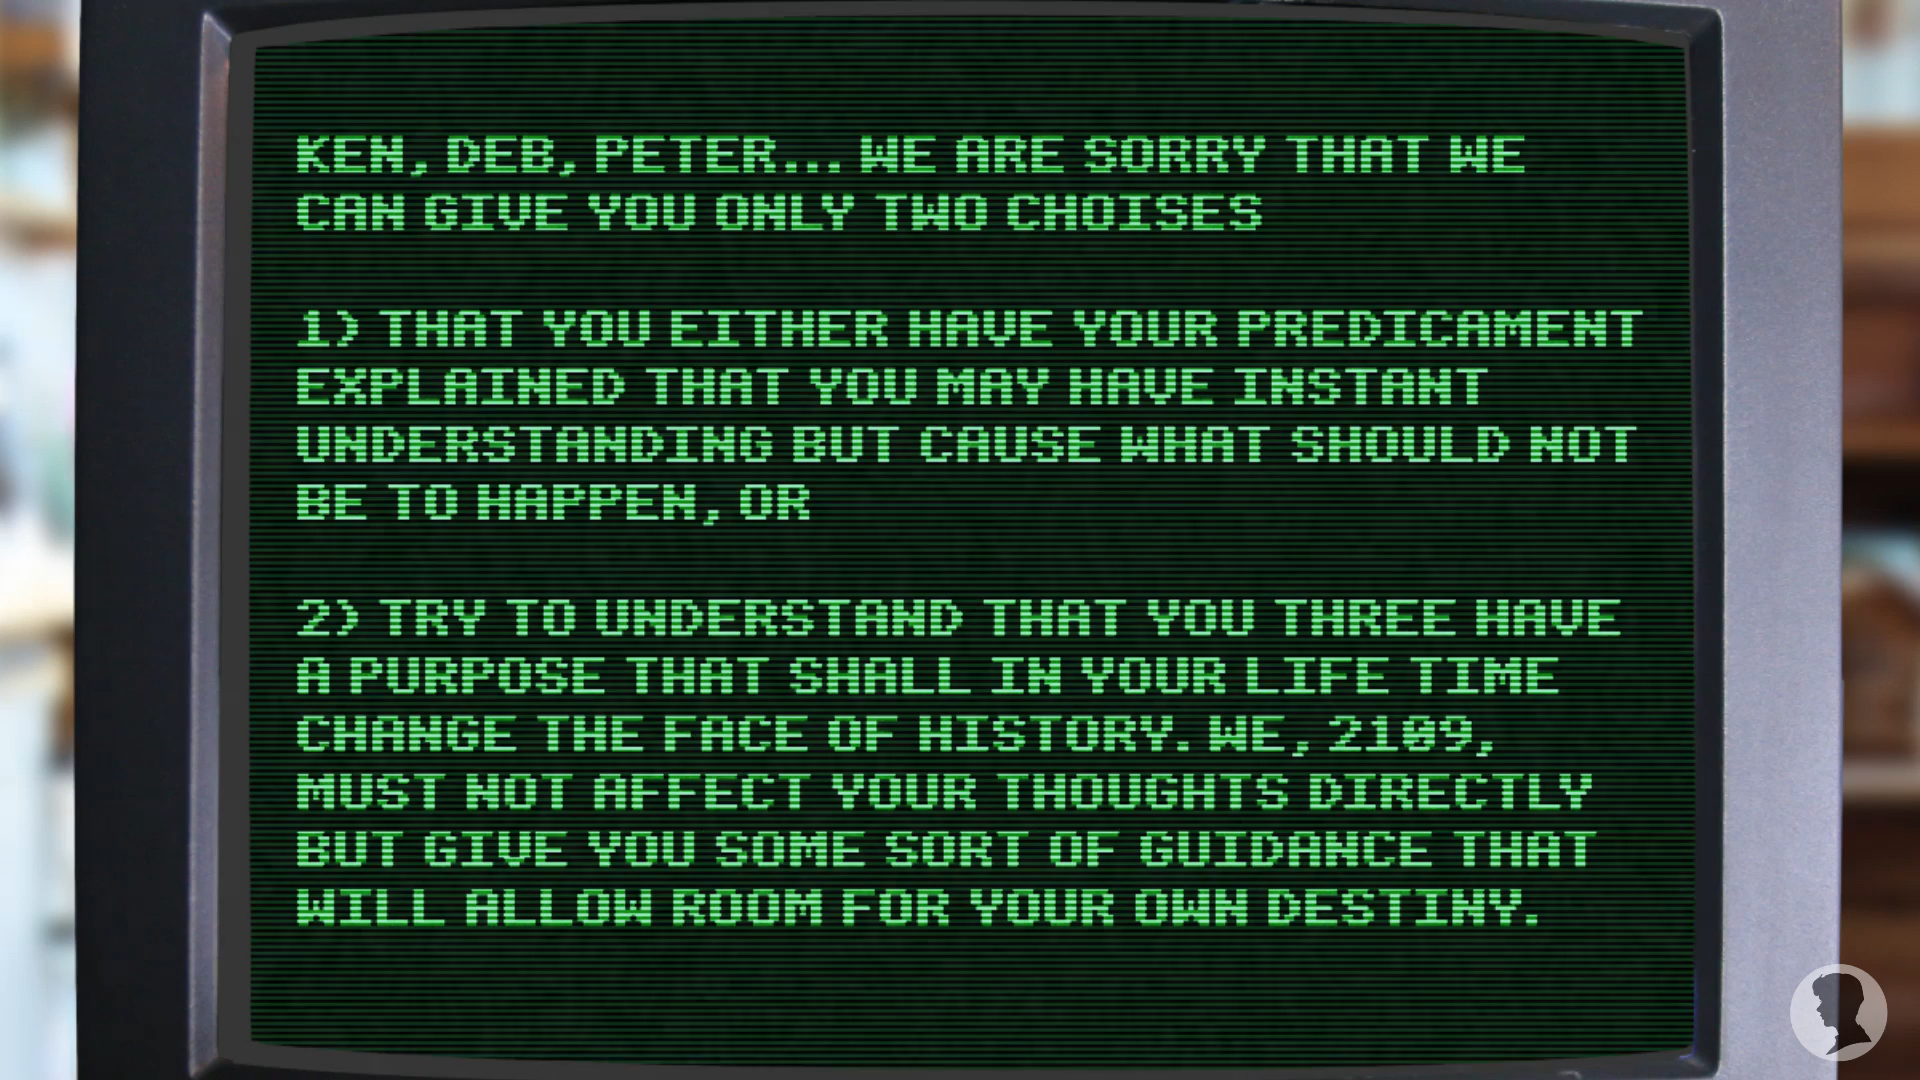 KEN, DEB, PETER... WE ARE SORRY THAT WE
CAN GIVE YOU ONLY TWO CHOISES
1) THAT YOU EITHER HAVE YOUR PREDICAMENT
EXPLAINED THAT YOU MAY HAVE INSTANT
UNDERSTANDING BUT CAUSE WHAT SHOULD NOT
BE TO HAPPEN, OR
2) TRY TO UNDERSTAND THAT YOU THREE HAVE
A PURPOSE THAT SHALL IN YOUR LIFE TIME
CHANGE THE FACE OF HISTORY. WE, 2109,
MUST NOT AFFECT YOUR THOUGHTS DIRECTLY
BUT GIVE YOU SOME SORT OF GUIDANCE THAT
WILL ALLOW ROOM FOR YOUR OWN DESTINY.